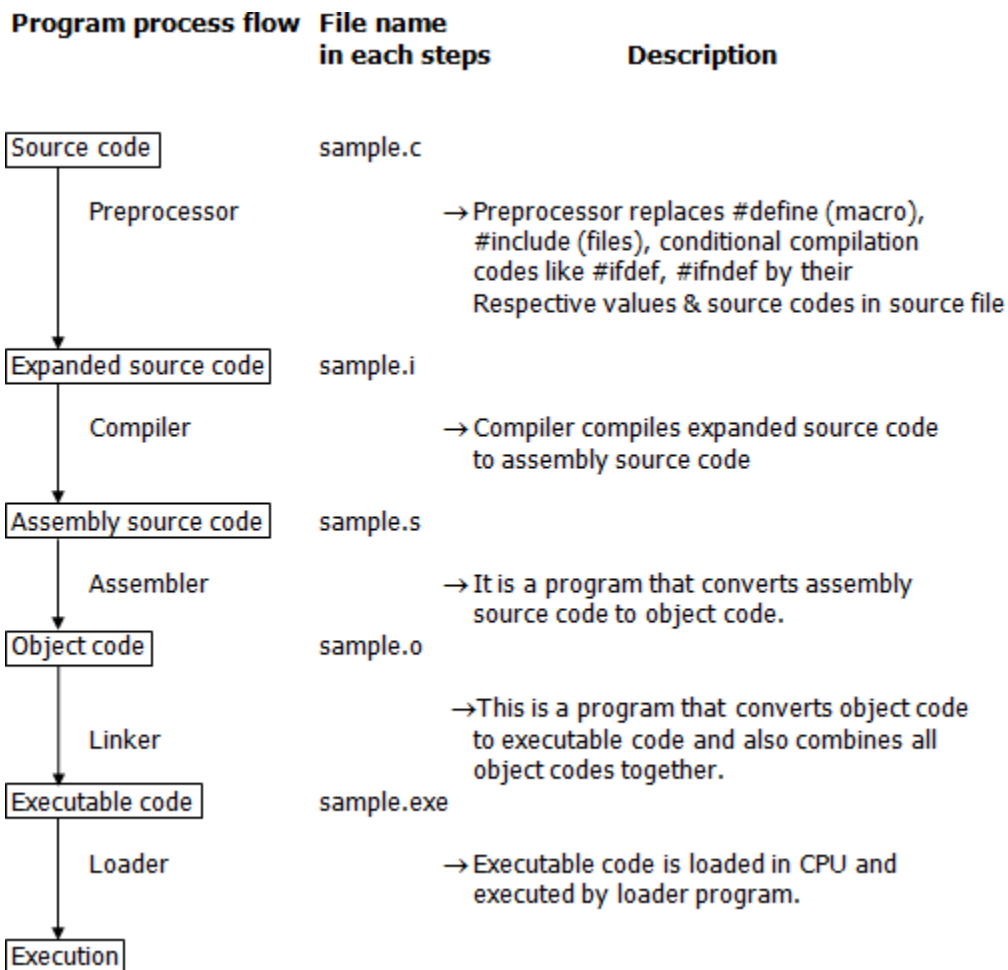 Program process flow File name
in each steps Description
Source code sample.c
Preprocessor → Preprocessor replaces #define (macro),
#include (files), conditional compilation
codes like #ifdef, #ifndef by their
Respective values & source codes in source file
Expanded source code sample.i
Compiler → Compiler compiles expanded source code
to assembly source code
Assembly source code sample.s
Assembler → It is a program that converts assembly
source code to object code.
Object code sample.o
→This is a program that converts object code
Linker to executable code and also combines all
object codes together.
Executable code sample.exe
Loader → Executable code is loaded in CPU and
executed by loader program.
Execution